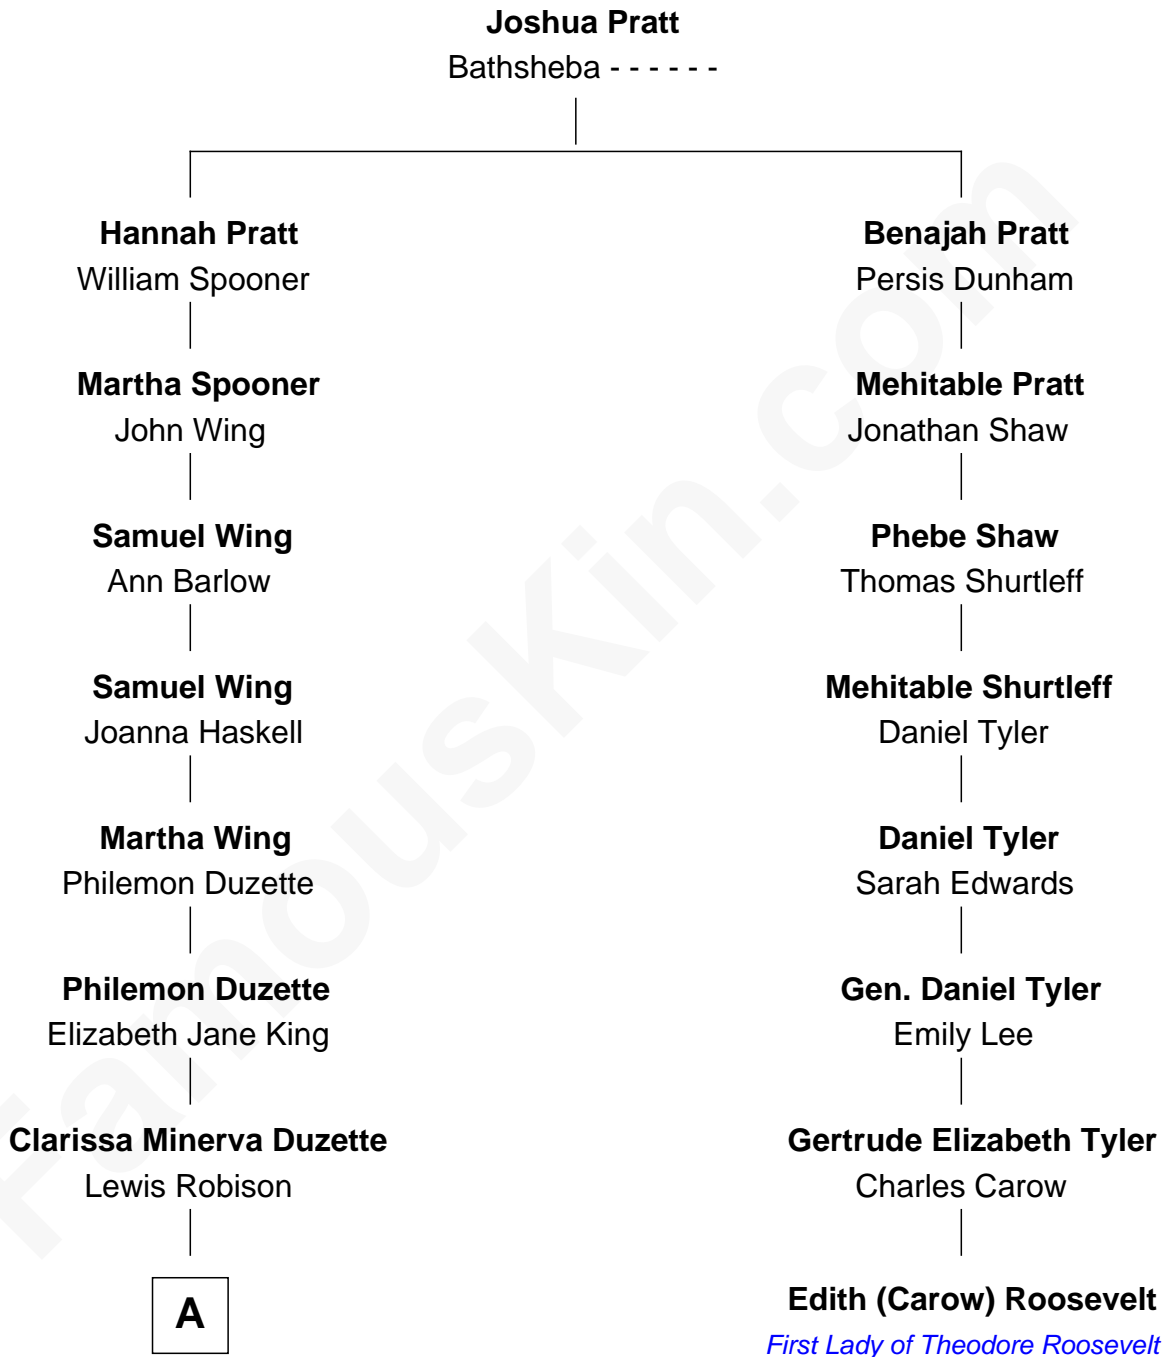 Joshua Pratt
Bathsheba - - - - - -
Hannah Pratt
William Spooner
Benajah Pratt
Persis Dunham
Martha Spooner
John Wing
Mehitable Pratt
Jonathan Shaw
Samuel Wing
Ann Barlow
Phebe Shaw
Thomas Shurtleff
Samuel Wing
Joanna Haskell
Mehitable Shurtleff
Daniel Tyler
Martha Wing
Philemon Duzette
Daniel Tyler
Sarah Edwards
Philemon Duzette
Elizabeth Jane King
Gen. Daniel Tyler
Emily Lee
Clarissa Minerva Duzette
Lewis Robison
Gertrude Elizabeth Tyler
Charles Carow
A
Edith (Carow) Roosevelt
First Lady of Theodore Roosevelt
FamousKin.com